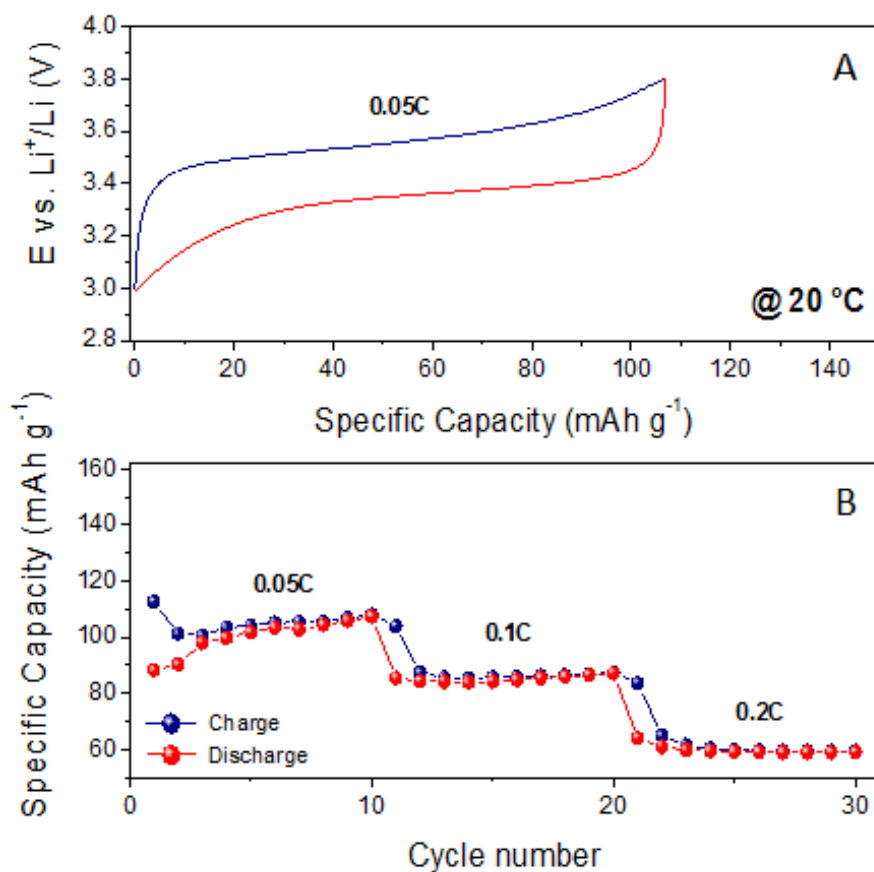 4.0
3.8
3.6
3.4
3.2
3.0
2.8
E vs. Li⁺/Li (V)
A
0.05C
@ 20 °C
0 20 40 60 80 100 120 140
Specific Capacity (mAh g⁻¹)
160
140
120
100
80
60
Specific Capacity (mAh g⁻¹)
B
0.05C
0.1C
0.2C
Charge
Discharge
0 10 20 30
Cycle number